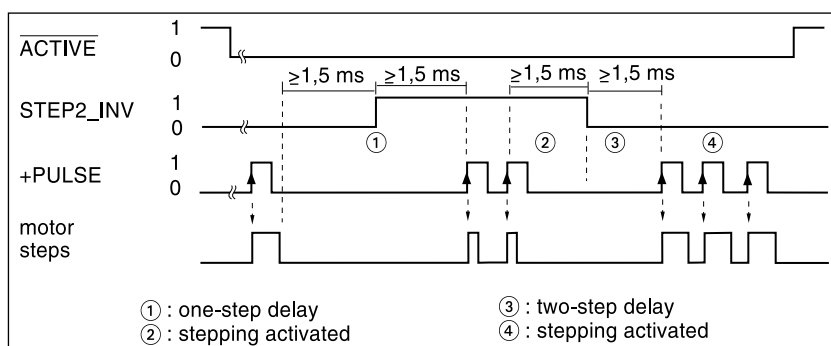 1
ACTIVE
0
≥1,5 ms ≥1,5 ms ≥1,5 ms ≥1,5 ms
STEP2_INV 1
0
① ② ③ ④
+PULSE 1
0
motor
steps
① : one-step delay ③ : two-step delay
② : stepping activated ④ : stepping activated